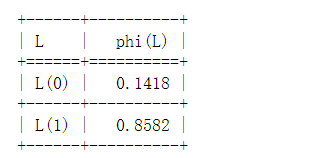 +------+----------+
| L    |   phi(L) |
+======+==========+
| L(0) |   0.1418 |
+------+----------+
| L(1) |   0.8582 |
+------+----------+